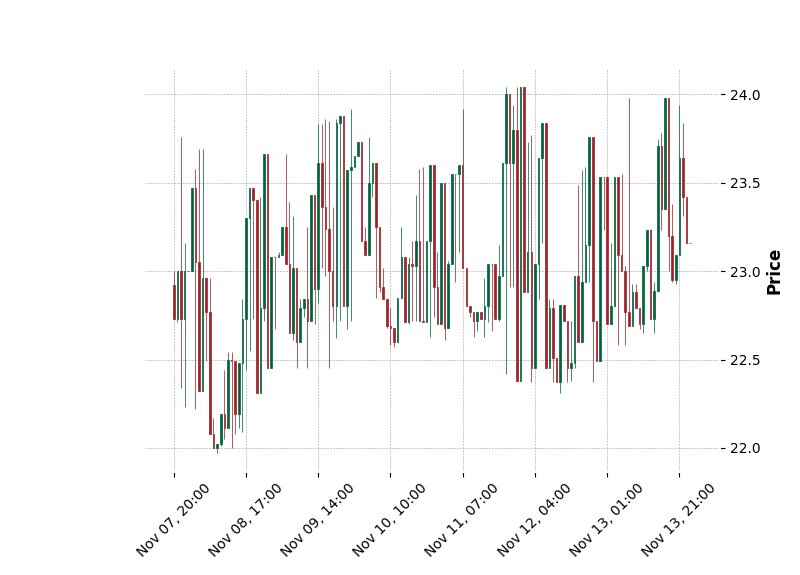 24.0
23.5
23.0
22.5
22.0
Price
Nov 07, 20:00
Nov 08, 17:00
Nov 09, 14:00
Nov 10, 10:00
Nov 11, 07:00
Nov 12, 04:00
Nov 13, 01:00
Nov 13, 21:00